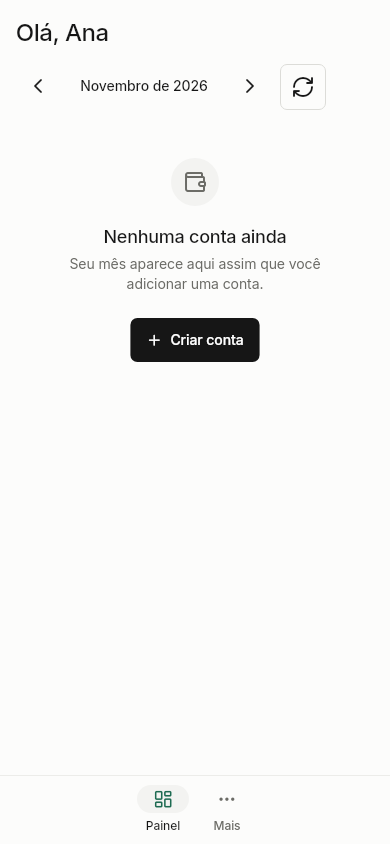 Olá, Ana
Novembro de 2026
Nenhuma conta ainda
Seu mês aparece aqui assim que você
adicionar uma conta.
Criar conta
Painel
Mais